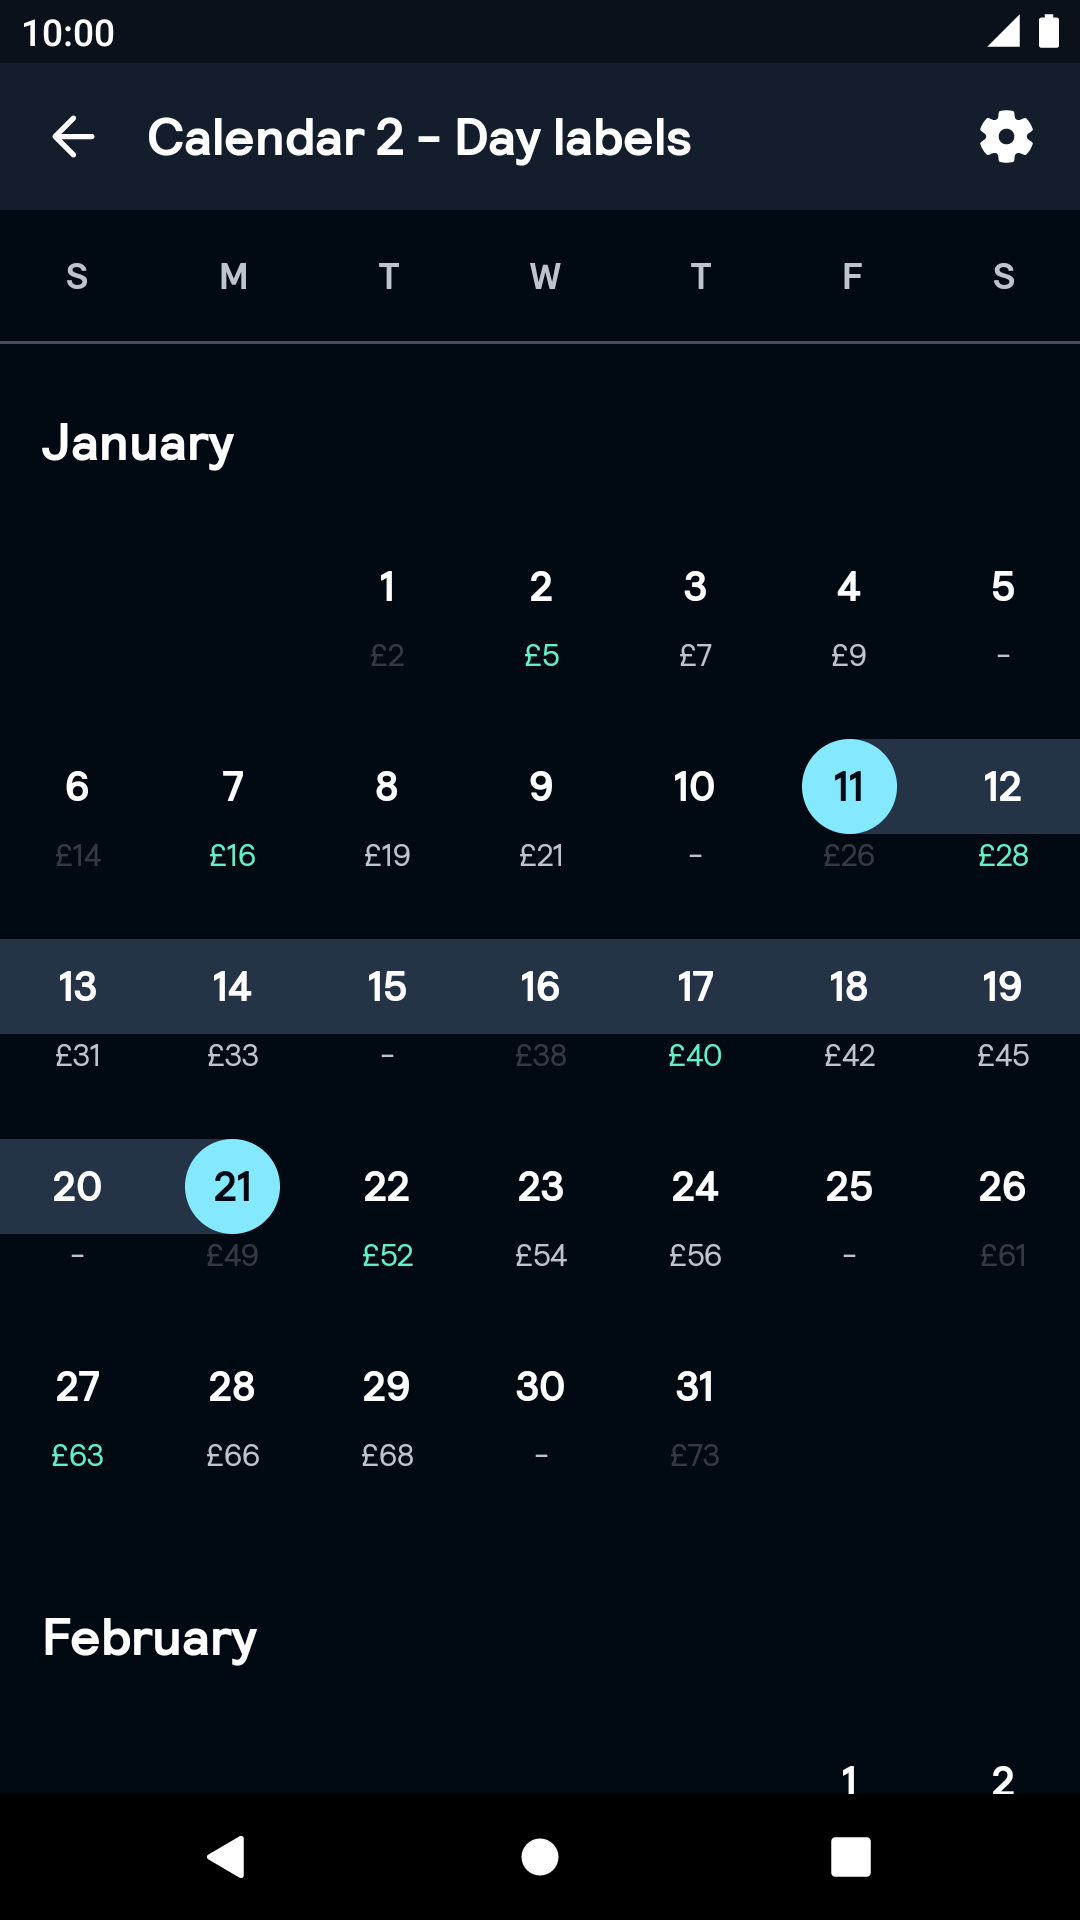 10:00
Calendar 2 - Day labels
S M T W T F S
January
1 2 3 4 5
£2 £5 £7 £9 -
6 7 8 9 10 11 12
£14 £16 £19 £21 - £26 £28
13 14 15 16 17 18 19
£31 £33 - £38 £40 £42 £45
20 21 22 23 24 25 26
- £49 £52 £54 £56 - £61
27 28 29 30 31
£63 £66 £68 - £73
February
1 2